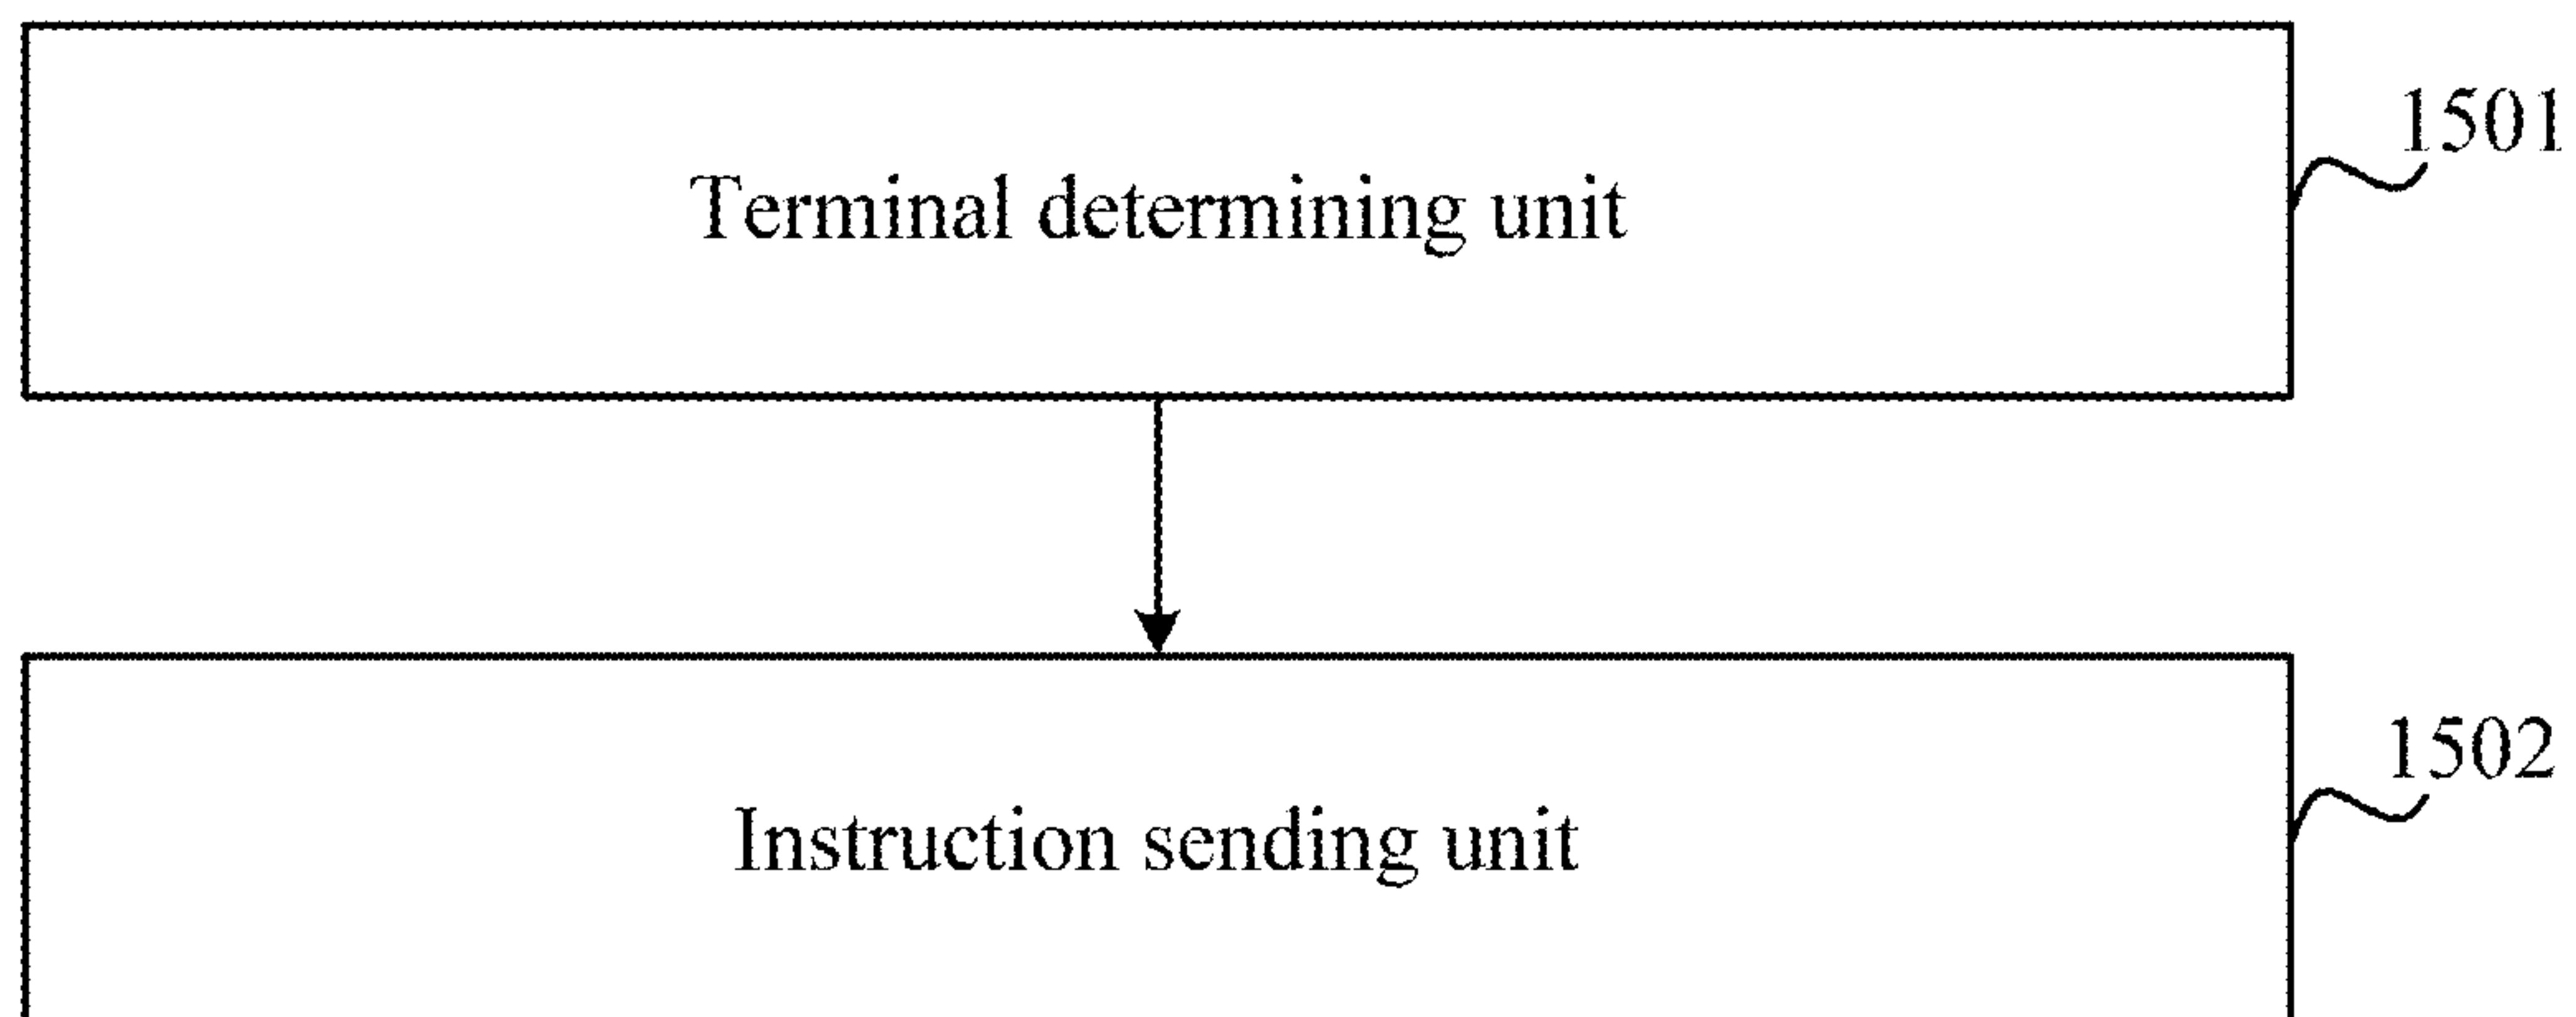 1501
Terminal determining unit
1502
Instruction sending unit